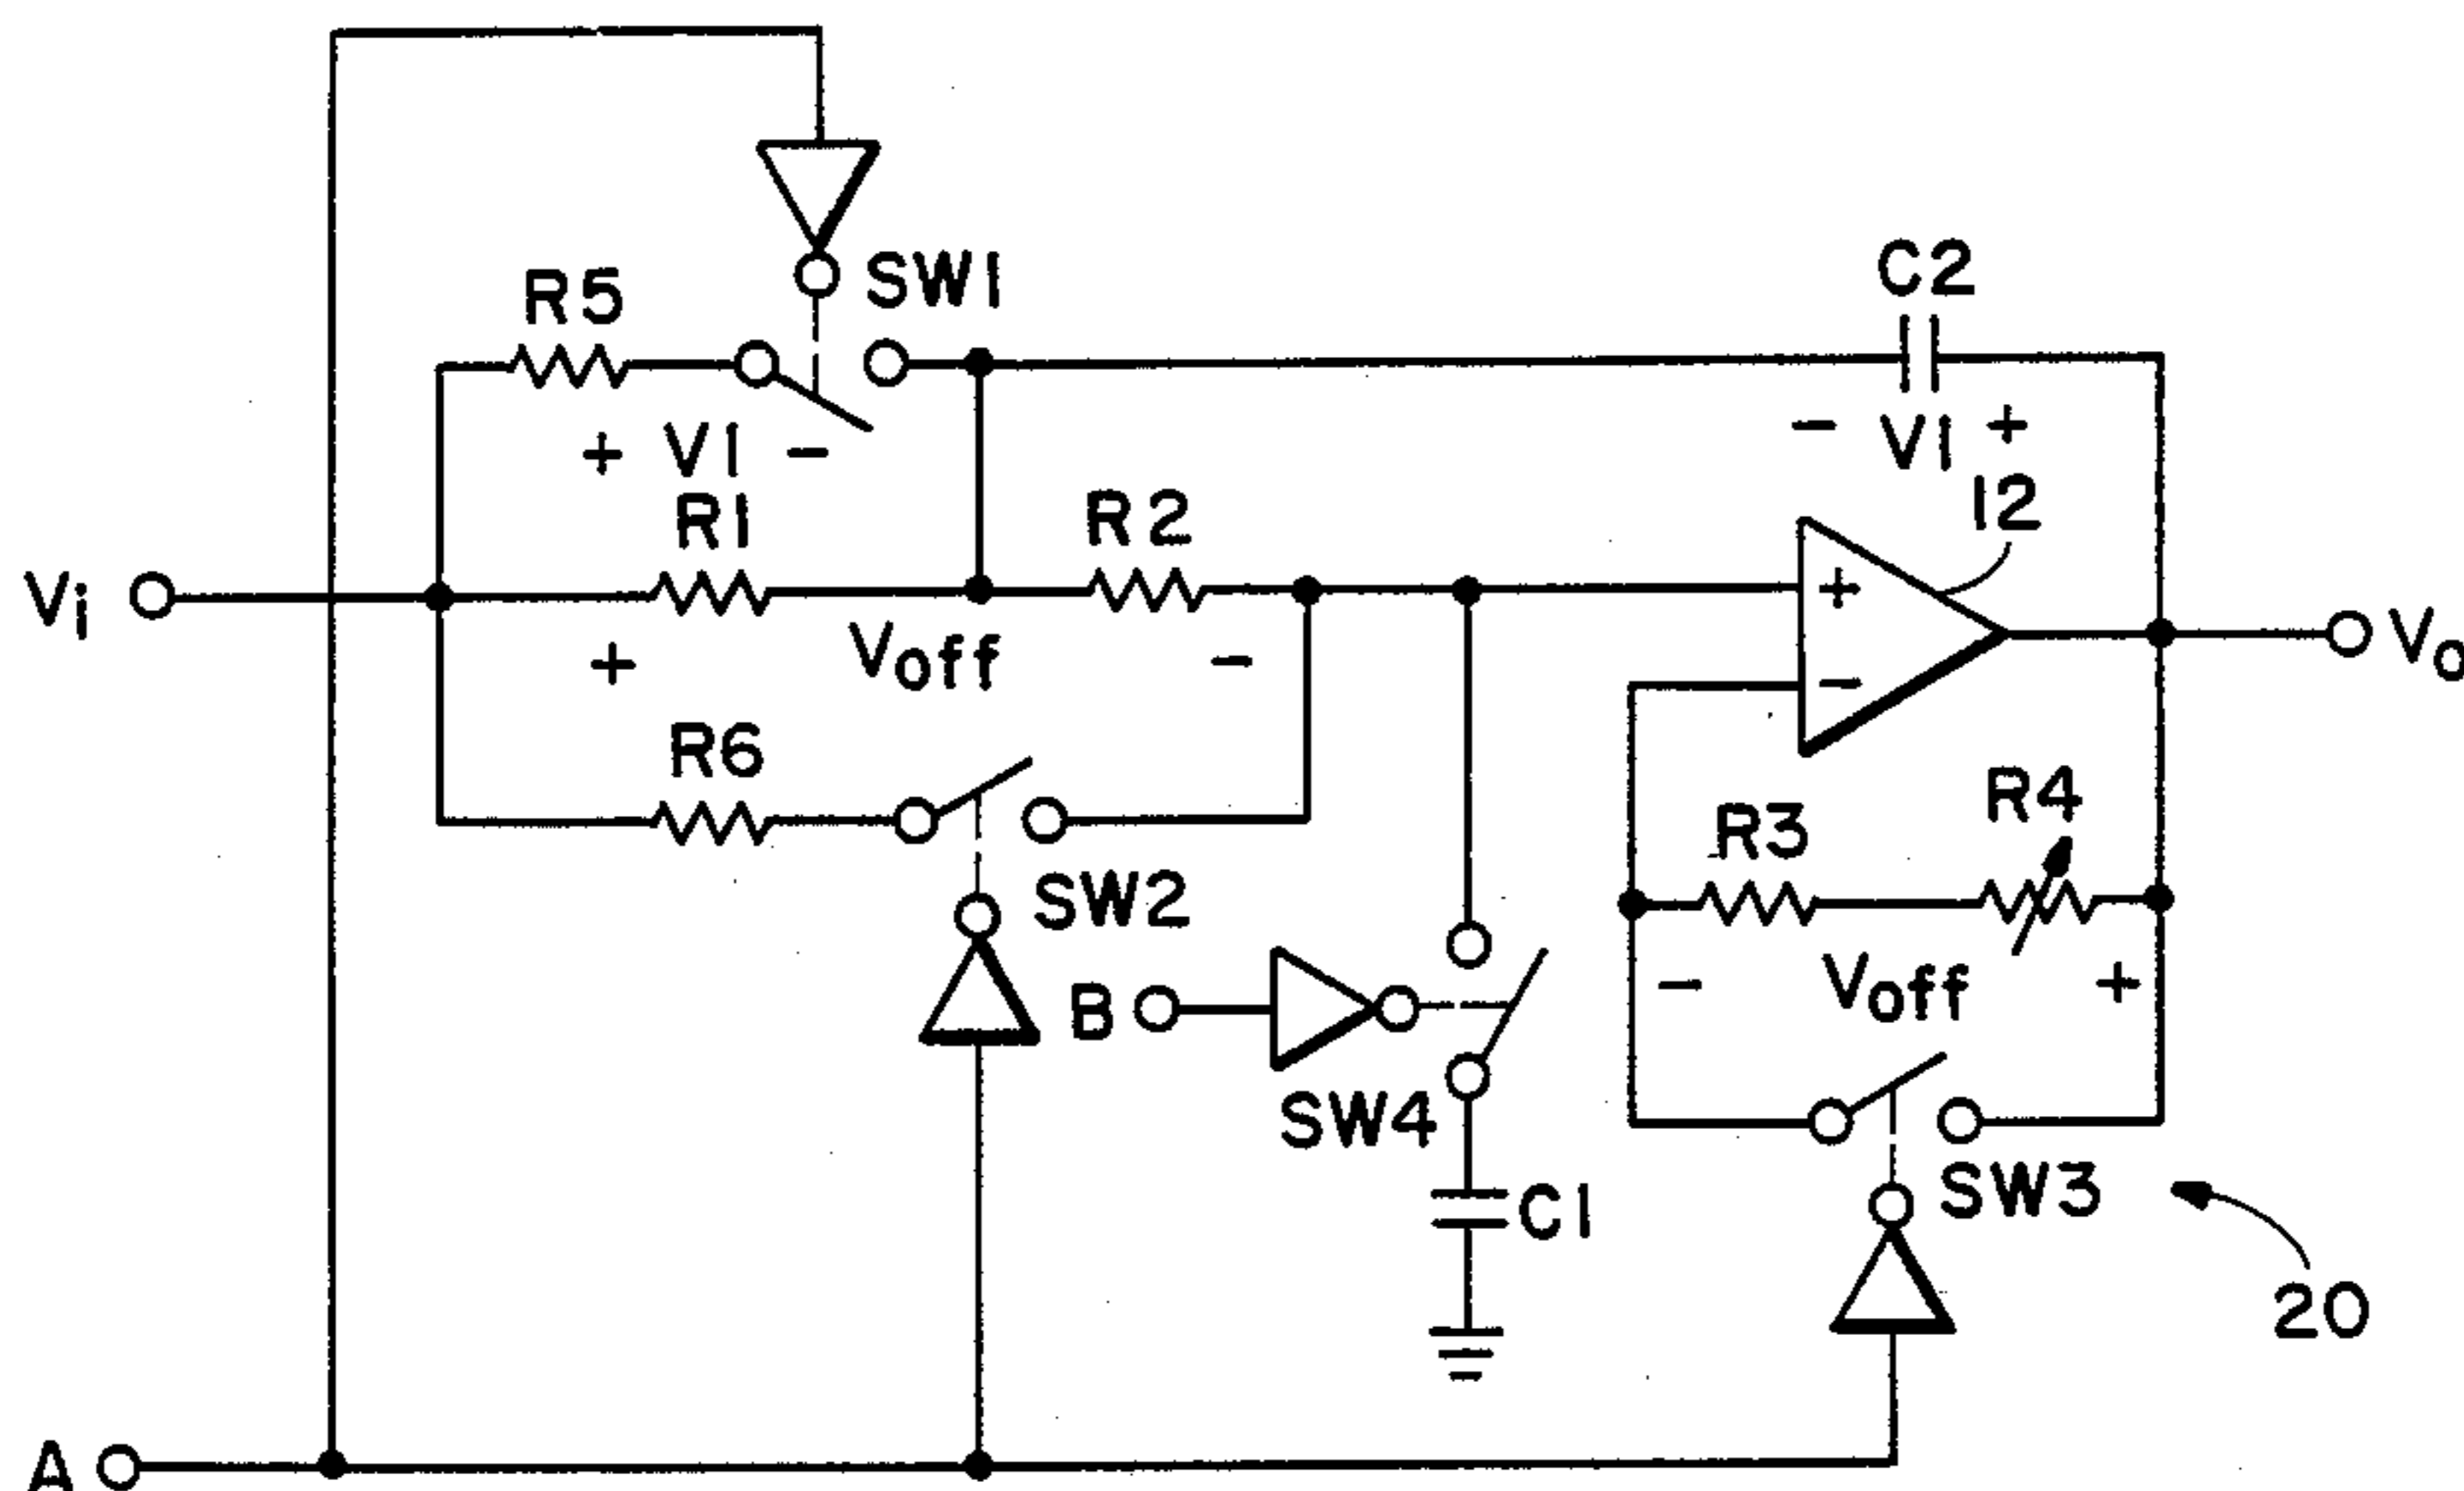 SW1
C2
R5
+ V1 -
- V1 +
R1
R2
12
Vi
+
Vo
+ Voff -
-
R6
R4
R3
SW2
B
- Voff +
SW4
SW3
C1
20
A